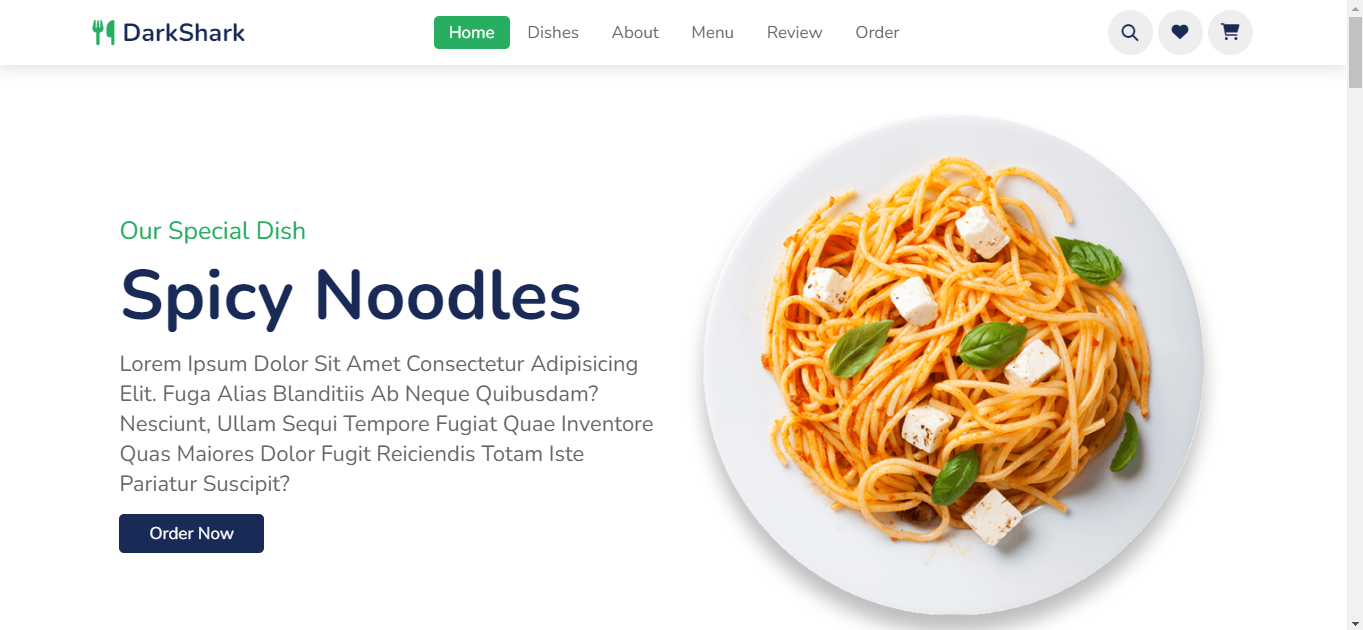 DarkShark
Home Dishes About Menu Review Order
Our Special Dish
Spicy Noodles
Lorem Ipsum Dolor Sit Amet Consectetur Adipisicing
Elit. Fuga Alias Blanditiis Ab Neque Quibusdam?
Nesciunt, Ullam Sequi Tempore Fugiat Quae Inventore
Quas Maiores Dolor Fugit Reiciendis Totam Iste
Pariatur Suscipit?
Order Now